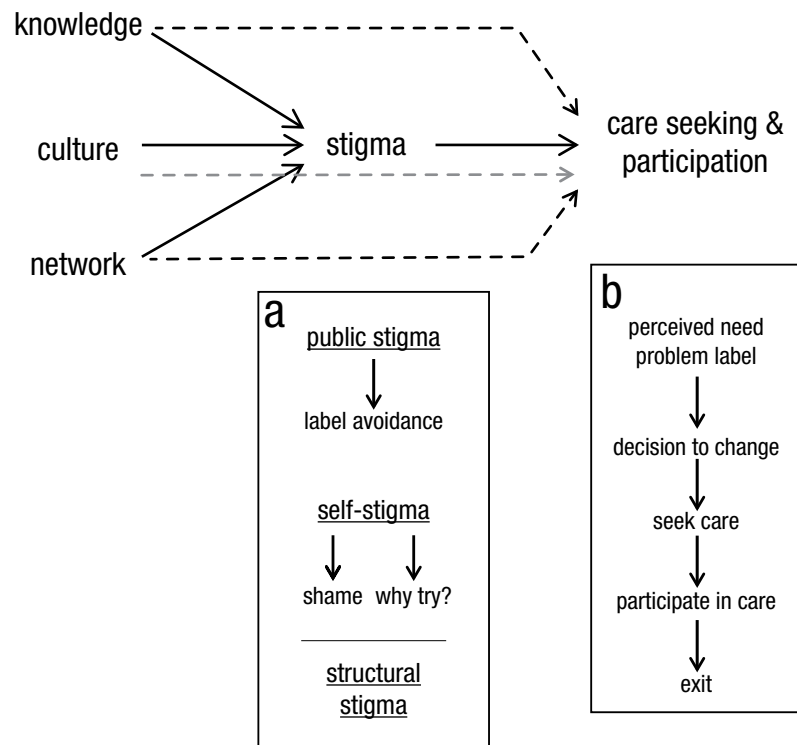 knowledge
culture
stigma
care seeking &
participation
network
a
public stigma
label avoidance
self-stigma
shame why try?
structural
stigma
b
perceived need
problem label
decision to change
seek care
participate in care
exit